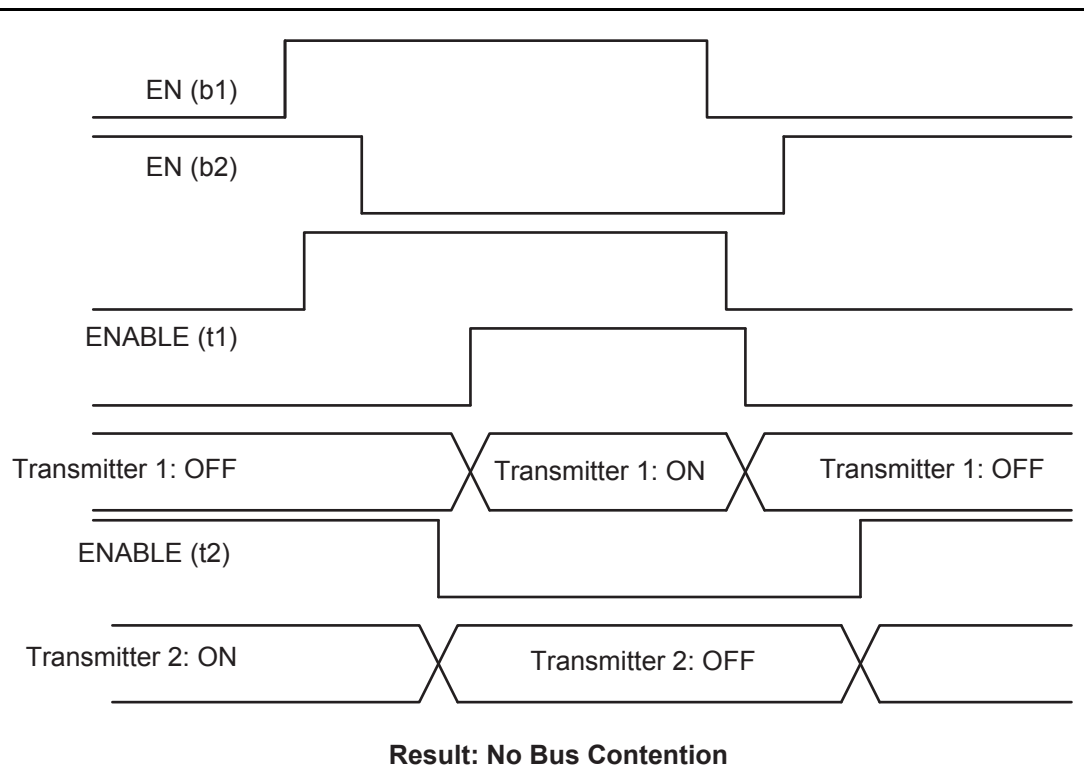 EN (b1)
EN (b2)
ENABLE (t1)
Transmitter 1: OFF
Transmitter 1: ON
Transmitter 1: OFF
ENABLE (t2)
Transmitter 2: ON
Transmitter 2: OFF
Result: No Bus Contention